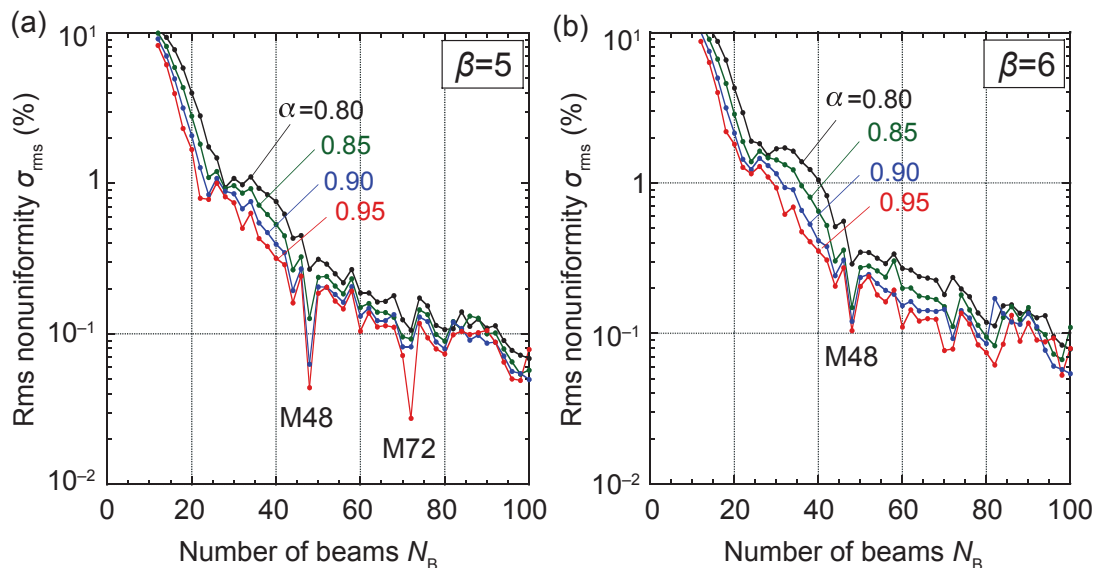 (a)
β=5
Rms nonuniformity σrms (%)
10¹
1
10⁻¹
10⁻²
α=0.80
0.85
0.90
0.95
M48
M72
0
20
40
60
80
100
Number of beams N_B
(b)
β=6
Rms nonuniformity σrms (%)
10¹
1
10⁻¹
10⁻²
α=0.80
0.85
0.90
0.95
M48
0
20
40
60
80
100
Number of beams N_B